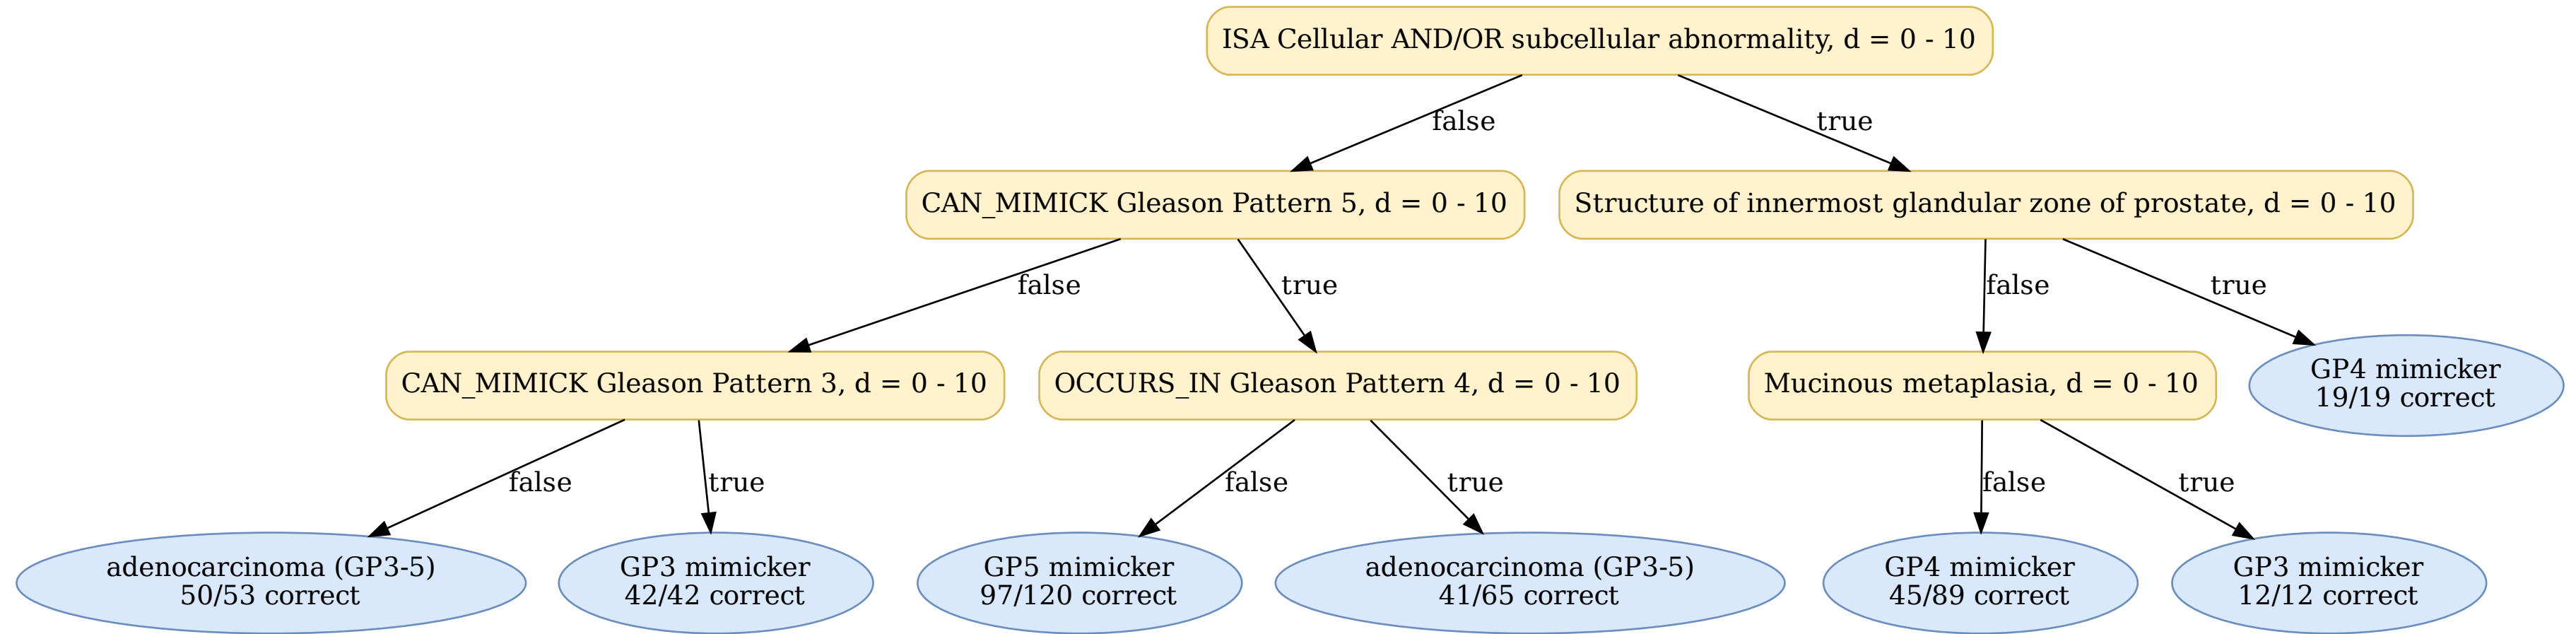 ISA Cellular AND/OR subcellular abnormality, d = 0 - 10
false
true
CAN_MIMICK Gleason Pattern 5, d = 0 - 10
Structure of innermost glandular zone of prostate, d = 0 - 10
false
true
false
true
CAN_MIMICK Gleason Pattern 3, d = 0 - 10
OCCURS_IN Gleason Pattern 4, d = 0 - 10
Mucinous metaplasia, d = 0 - 10
GP4 mimicker
19/19 correct
false
true
false
true
false
true
adenocarcinoma (GP3-5)
50/53 correct
GP3 mimicker
42/42 correct
GP5 mimicker
97/120 correct
adenocarcinoma (GP3-5)
41/65 correct
GP4 mimicker
45/89 correct
GP3 mimicker
12/12 correct